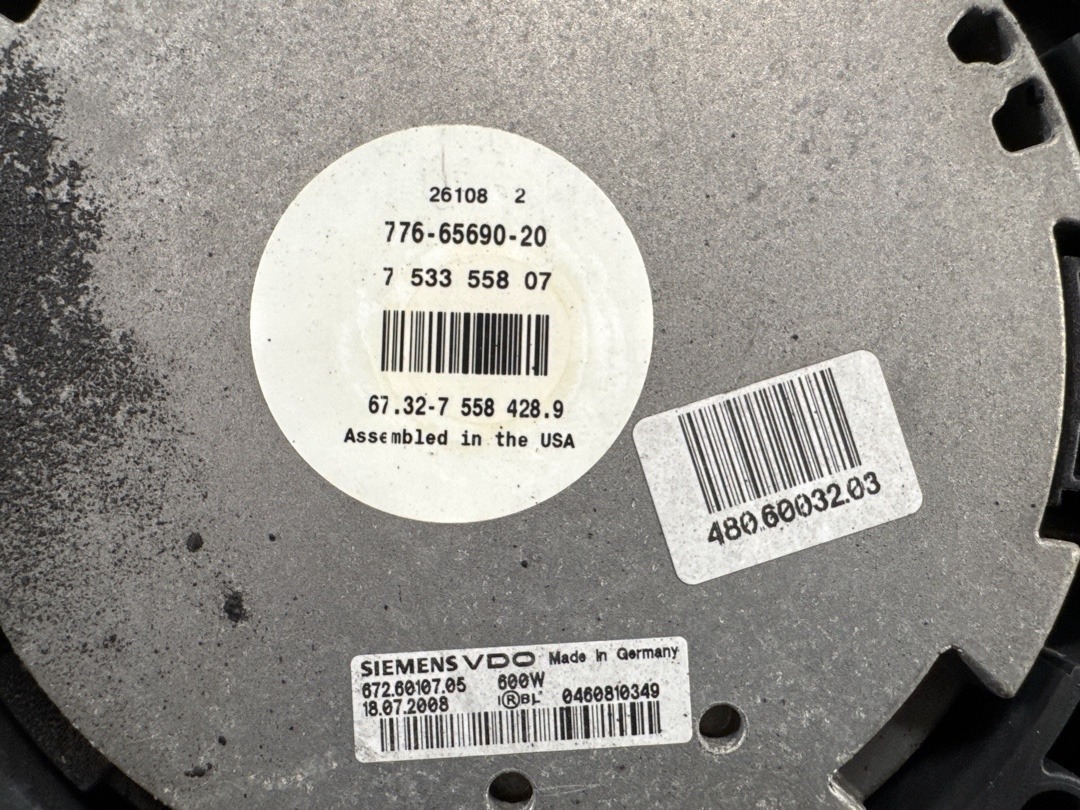 26108 2
776-65690-20
7 533 558 07
67.32-7 558 428.9
Assembled in the USA
480.60032.03
SIEMENS VDO Made in Germany
672.60107.05 600W
18.07.2008 I®BL 0460810349